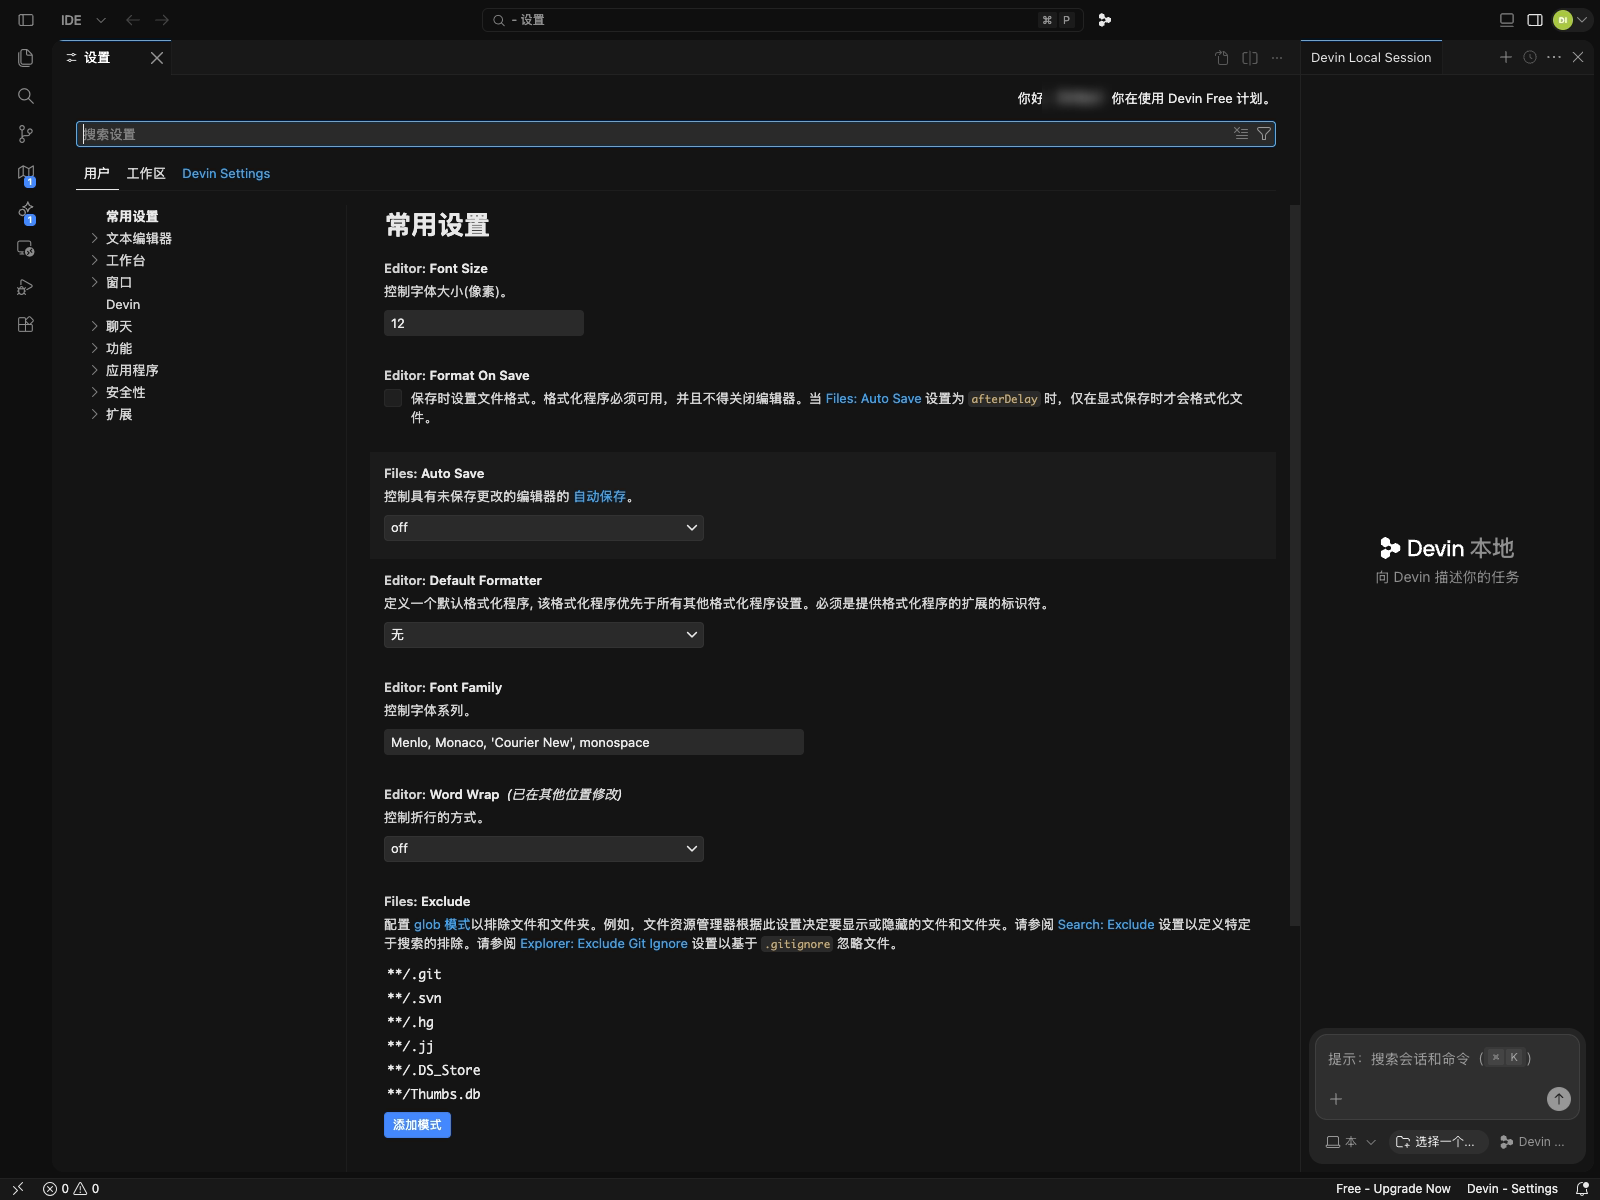 IDE
- 设置
⌘ P
DI
设置
Devin Local Session
你好
你在使用 Devin Free 计划。
搜索设置
用户
工作区
Devin Settings
常用设置
文本编辑器
工作台
窗口
Devin
聊天
功能
应用程序
安全性
扩展
1
1
常用设置
Editor: Font Size
控制字体大小(像素)。
12
Editor: Format On Save
保存时设置文件格式。格式化程序必须可用，并且不得关闭编辑器。当 Files: Auto Save 设置为 afterDelay 时，仅在显式保存时才会格式化文
件。
Files: Auto Save
控制具有未保存更改的编辑器的 自动保存。
off
Editor: Default Formatter
定义一个默认格式化程序, 该格式化程序优先于所有其他格式化程序设置。必须是提供格式化程序的扩展的标识符。
无
Editor: Font Family
控制字体系列。
Menlo, Monaco, 'Courier New', monospace
Editor: Word Wrap (已在其他位置修改)
控制折行的方式。
off
Files: Exclude
配置 glob 模式以排除文件和文件夹。例如，文件资源管理器根据此设置决定要显示或隐藏的文件和文件夹。请参阅 Search: Exclude 设置以定义特定
于搜索的排除。请参阅 Explorer: Exclude Git Ignore 设置以基于 .gitignore 忽略文件。
**/.git
**/.svn
**/.hg
**/.jj
**/.DS_Store
**/Thumbs.db
添加模式
Devin 本地
向 Devin 描述你的任务
提示：搜索会话和命令 ( ⌘ K )
本
选择一个...
Devin ...
0
0
Free - Upgrade Now
Devin - Settings